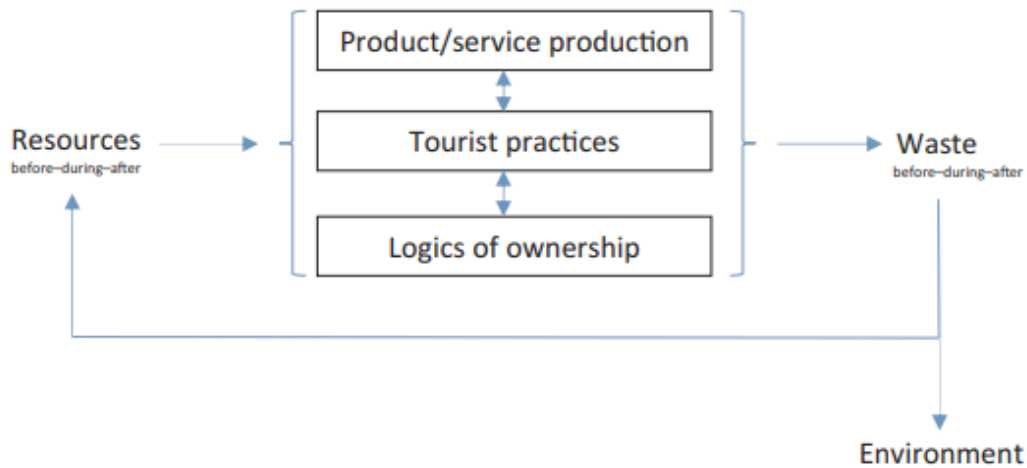 Product/service production
Resources
before–during–after
Tourist practices
Waste
before–during–after
Logics of ownership
Environment